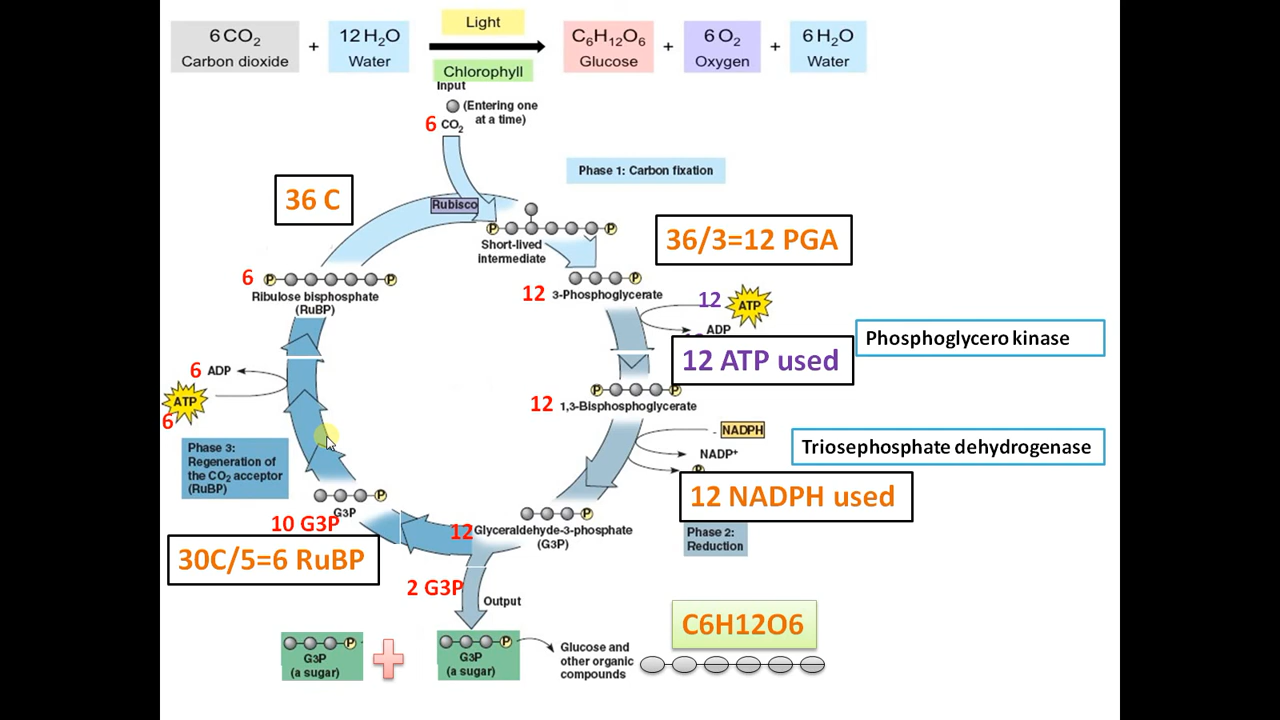 6 CO2 + 12 H2O Light C6H12O6 + 6 O2 + 6 H2O
Carbon dioxide Water Chlorophyll Glucose Oxygen Water
Input
(Entering one
at a time)
6 CO2
Phase 1: Carbon fixation
36 C
Rubisco
P P
Short-lived
intermediate
36/3=12 PGA
6 P P
Ribulose bisphosphate
(RuBP)
P
12 3-Phosphoglycerate
12 ATP
ADP
Phosphoglycero kinase
12 ATP used
6 ADP
ATP
6
P P
12 1,3-Bisphosphoglycerate
NADPH
NADP+
P
Triosephosphate dehydrogenase
12 NADPH used
Phase 3:
Regeneration of
the CO2 acceptor
(RuBP)
P
G3P
10 G3P
P
12 Glyceraldehyde-3-phosphate
(G3P)
Phase 2:
Reduction
30C/5=6 RuBP
2 G3P
Output
C6H12O6
P
G3P
(a sugar)
+
P
G3P
(a sugar)
Glucose and
other organic
compounds